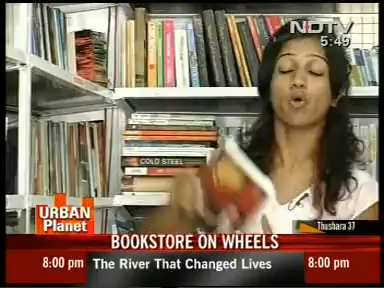 NDTV
5:49
COLD STEEL
URBAN
Planet
Thushara 37
BOOKSTORE ON WHEELS
8:00 pm The River That Changed Lives 8:00 pm